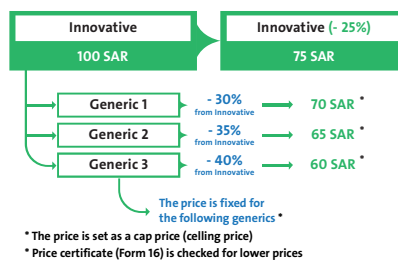 Innovative
Innovative (- 25%)
100 SAR
75 SAR
Generic 1
- 30%
from Innovative
70 SAR *
Generic 2
- 35%
from Innovative
65 SAR *
Generic 3
- 40%
from Innovative
60 SAR *
The price is fixed for
the following generics *
* The price is set as a cap price (celling price)
* Price certificate (Form 16) is checked for lower prices